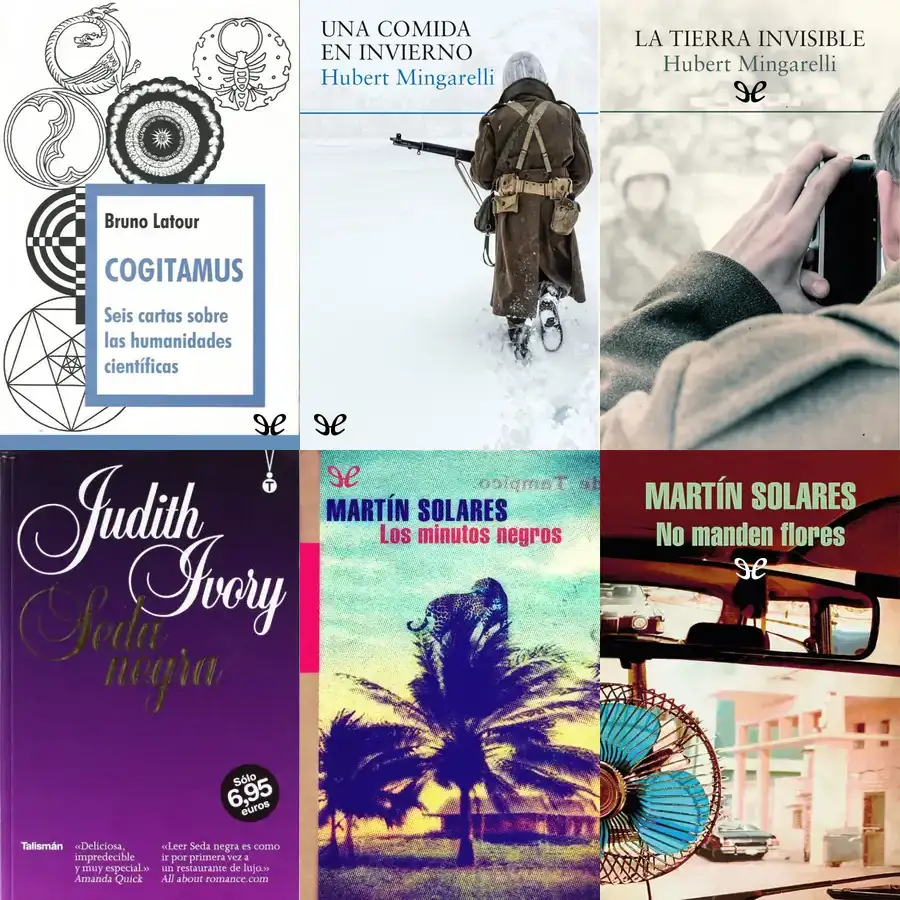 Bruno Latour
COGITAMUS
Seis cartas sobre
las humanidades
científicas
UNA COMIDA
EN INVIERNO
Hubert Mingarelli
LA TIERRA INVISIBLE
Hubert Mingarelli
Judith
Ivory
Seda
negra
T
Sólo
6,95
euros
Talismán
«Deliciosa,
impredecible
y muy especial.»
Amanda Quick
«Leer Seda negra es como
ir por primera vez a
un restaurante de lujo.»
All about romance.com
de Tampico
MARTÍN SOLARES
Los minutos negros
MARTÍN SOLARES
No manden flores